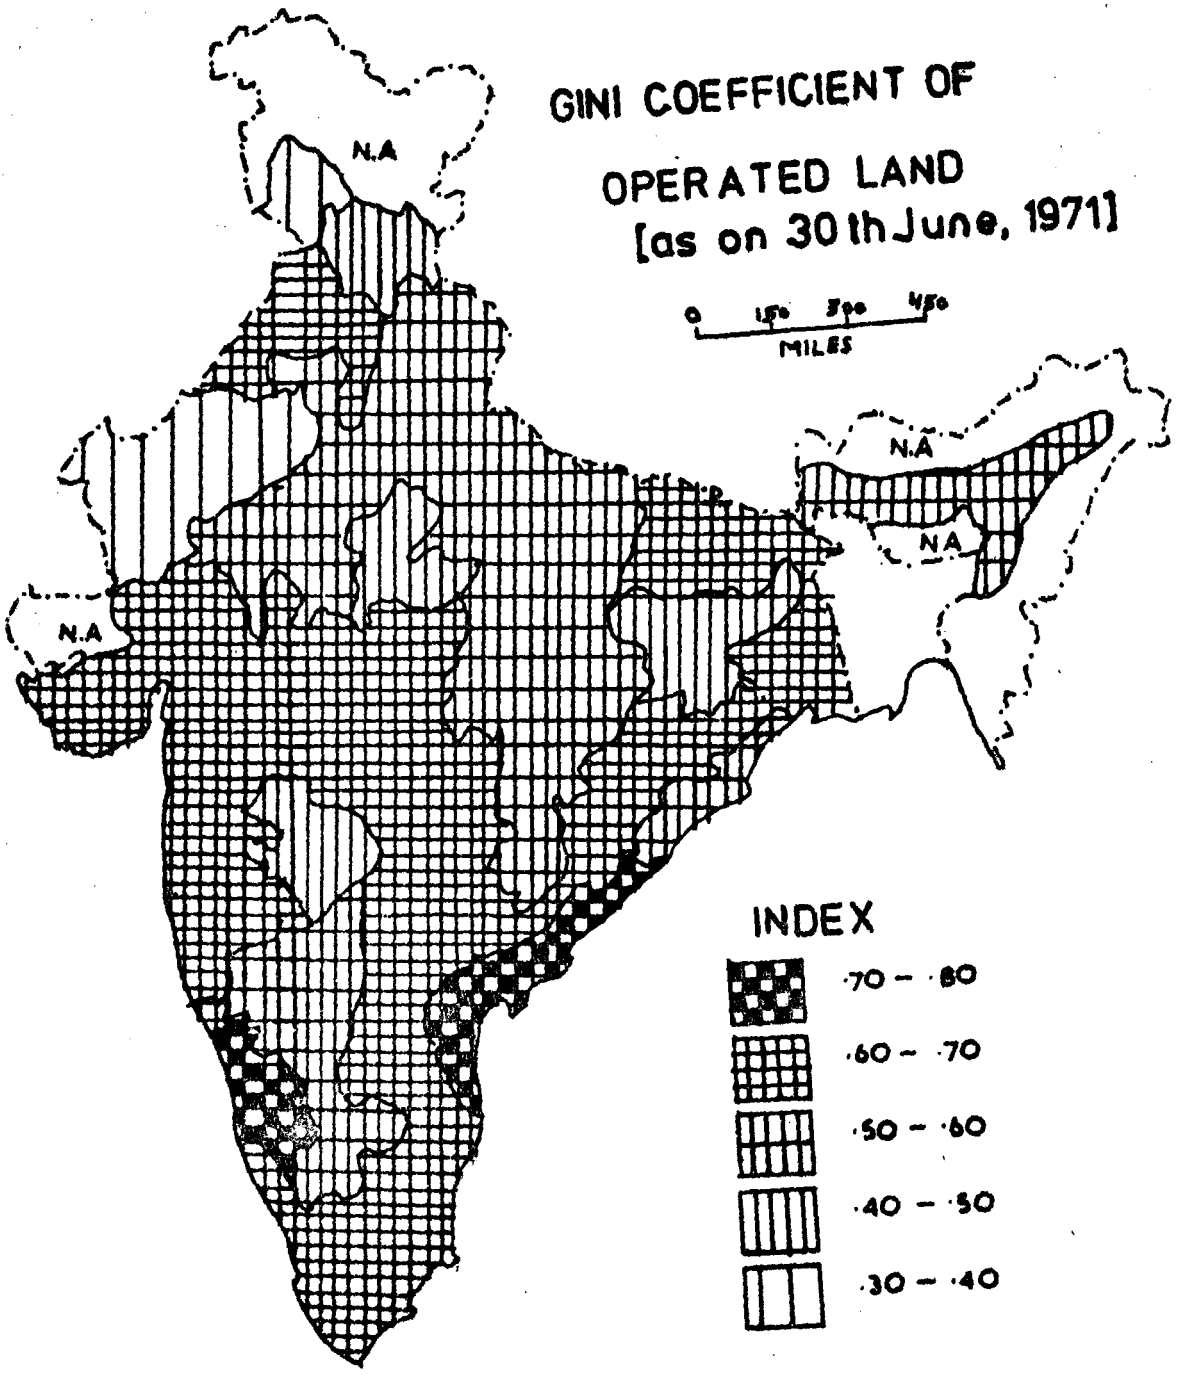 GINI COEFFICIENT OF
OPERATED LAND
[as on 30th June, 1971]
0 150 300 450
MILES
N.A
N.A
N A
N.A
INDEX
·70 – ·80
·60 – ·70
·50 – ·60
·40 – ·50
·30 – ·40